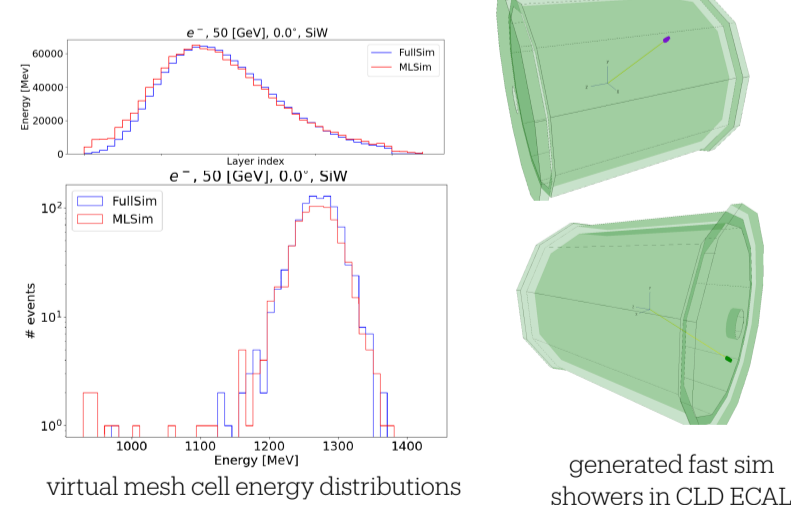 e⁻, 50 [GeV], 0.0°, SiW
Energy [Mev]
60000
40000
20000
0
FullSim
MLSim
Layer index
e⁻, 50 [GeV], 0.0°, SiW
# events
10²
10¹
10⁰
FullSim
MLSim
1000 1100 1200 1300 1400
Energy [MeV]
virtual mesh cell energy distributions
generated fast sim
showers in CLD ECAL